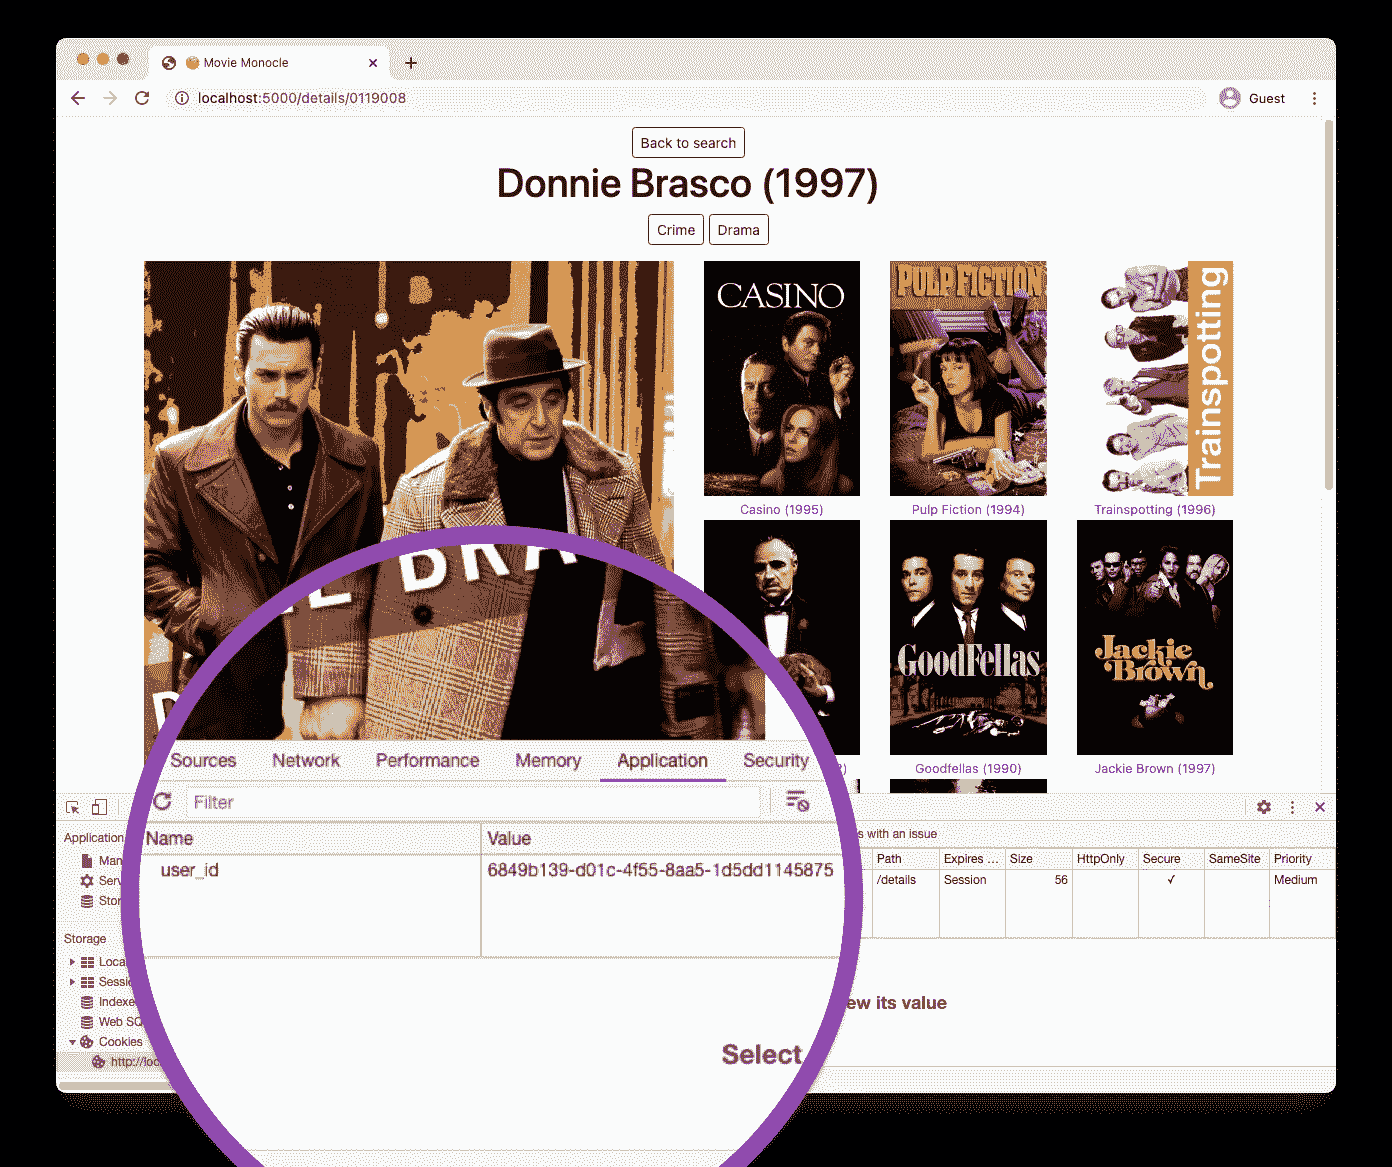 Movie Monocle
localhost:5000/details/0119008
Guest
Back to search
Donnie Brasco (1997)
Crime
Drama
CASINO
PULP FICTION
Trainspotting
Casino (1995)
Pulp Fiction (1994)
Trainspotting (1996)
BRA
GOODFELLAS
Jackie Brown
Goodfellas (1990)
Jackie Brown (1997)
Sources
Network
Performance
Memory
Application
Security
Filter
Name
Value
user_id
6849b139-d01c-4f55-8aa5-1d5dd1145875
s with an issue
Path
Expires ...
Size
HttpOnly
Secure
SameSite
Priority
/details
Session
56
✓
Medium
Application
Man
Serv
Stor
Storage
Loca
Sessi
Indexe
Web SQ
Cookies
http://loc
ew its value
Select